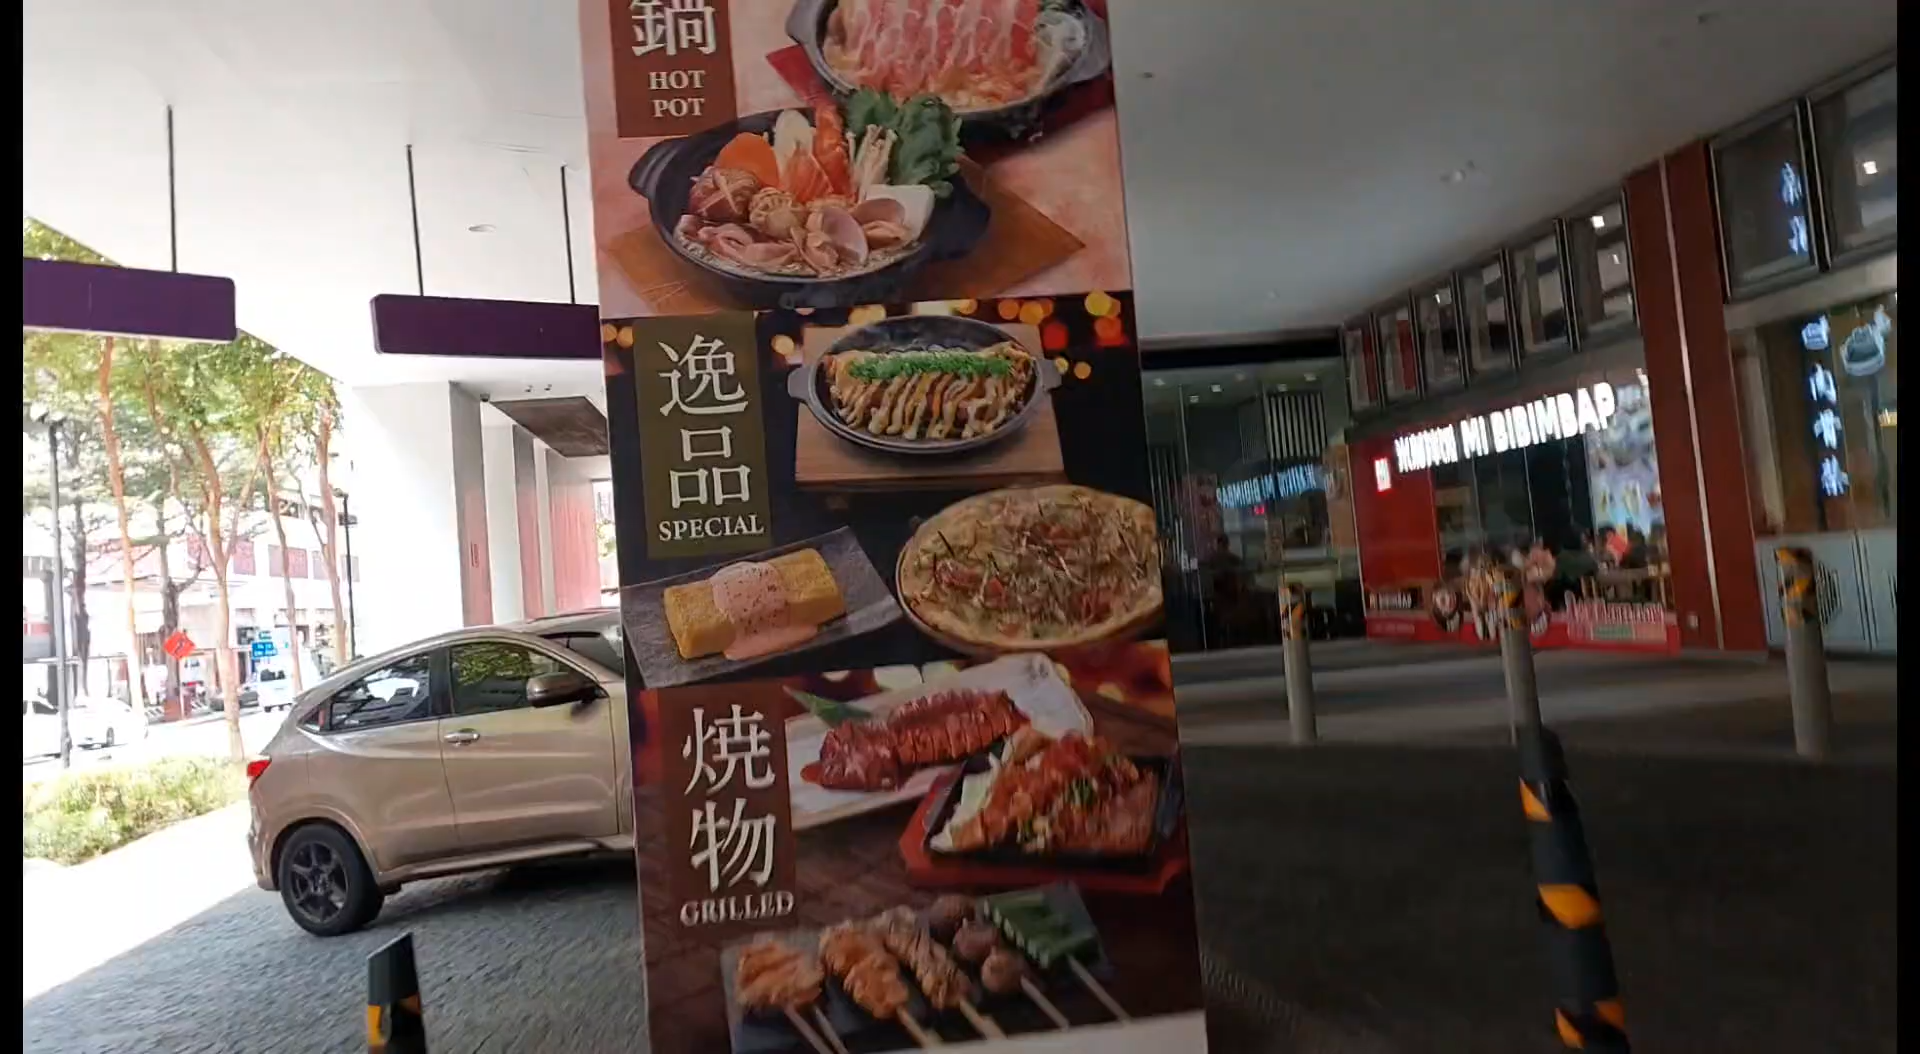 鍋
HOT
POT
逸品
SPECIAL
焼物
GRILLED
MI BIBIMBAP